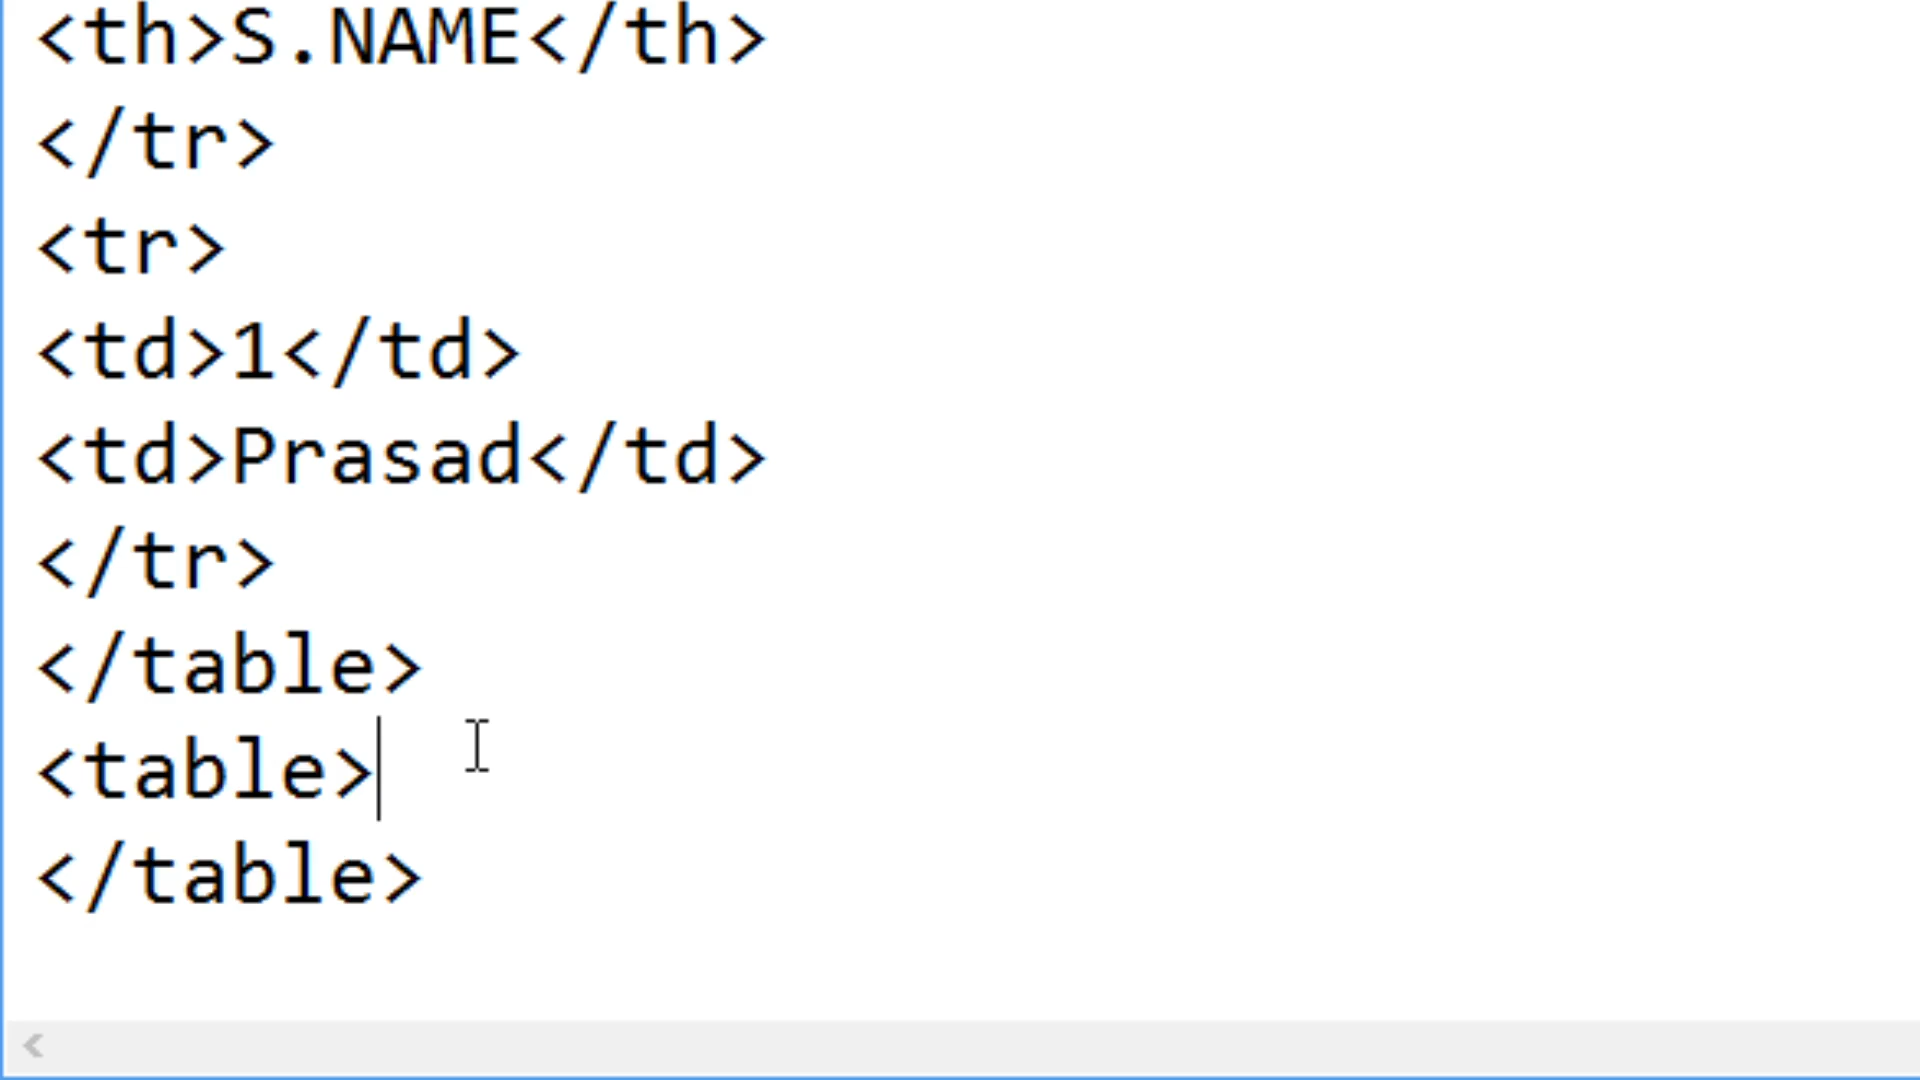 <th>S.NAME</th>
</tr>
<tr>
<td>1</td>
<td>Prasad</td>
</tr>
</table>
<table>
</table>